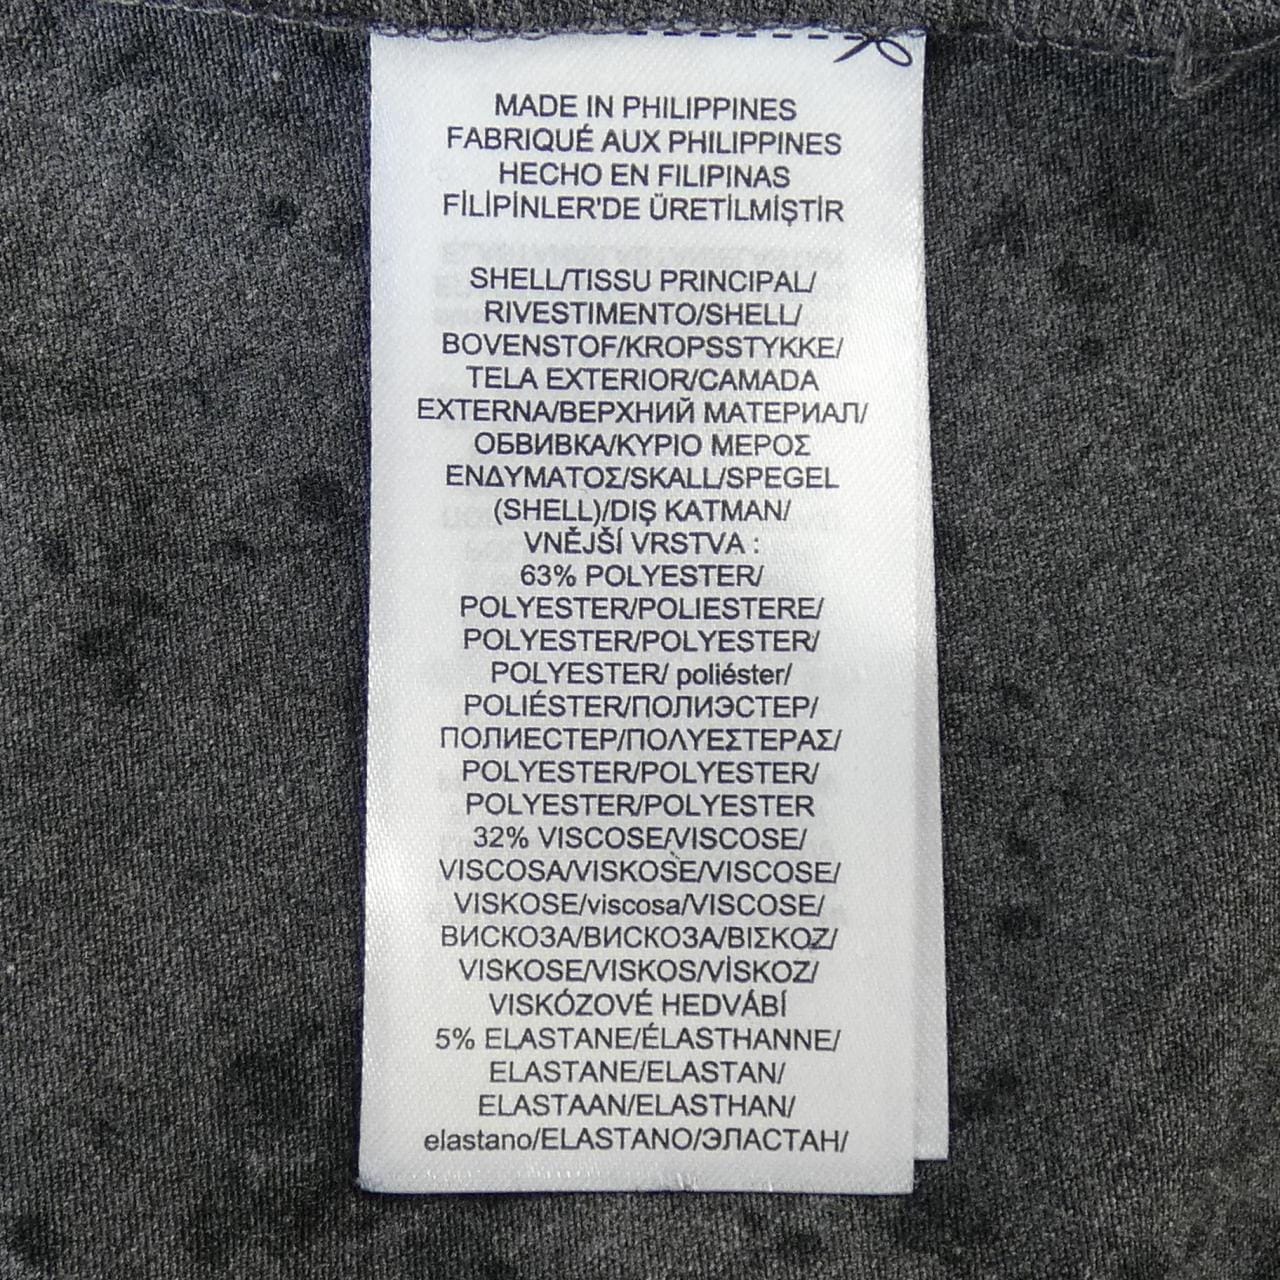 MADE IN PHILIPPINES
FABRIQUÉ AUX PHILIPPINES
HECHO EN FILIPINAS
FİLİPİNLER'DE ÜRETİLMİŞTİR
SHELL/TISSU PRINCIPAL/
RIVESTIMENTO/SHELL/
BOVENSTOF/KROPSSTYKKE/
TELA EXTERIOR/CAMADA
EXTERNA/ВЕРХНИЙ МАТЕРИАЛ/
ОБВИВКА/ΚΥΡΙΟ ΜΕΡΟΣ
ΕΝΔΥΜΑΤΟΣ/SKALL/SPEGEL
(SHELL)/DIŞ KATMAN/
VNĚJŠÍ VRSTVA :
63% POLYESTER/
POLYESTER/POLIESTERE/
POLYESTER/POLYESTER/
POLYESTER/ poliéster/
POLIÉSTER/ПОЛИЭСТЕР/
ПОЛИЕСТЕР/ΠΟΛΥΕΣΤΕΡΑΣ/
POLYESTER/POLYESTER/
POLYESTER/POLYESTER
32% VISCOSE/VISCOSE/
VISCOSA/VISKOSE/VISCOSE/
VISKOSE/viscosa/VISCOSE/
ВИСКОЗА/ВИСКОЗА/ΒΙΣΚΟΖ/
VISKOSE/VISKOS/VİSKOZ/
VISKÓZOVÉ HEDVÁBÍ
5% ELASTANE/ÉLASTHANNE/
ELASTANE/ELASTAN/
ELASTAAN/ELASTHAN/
elastano/ELASTANO/ЭЛАСТАН/